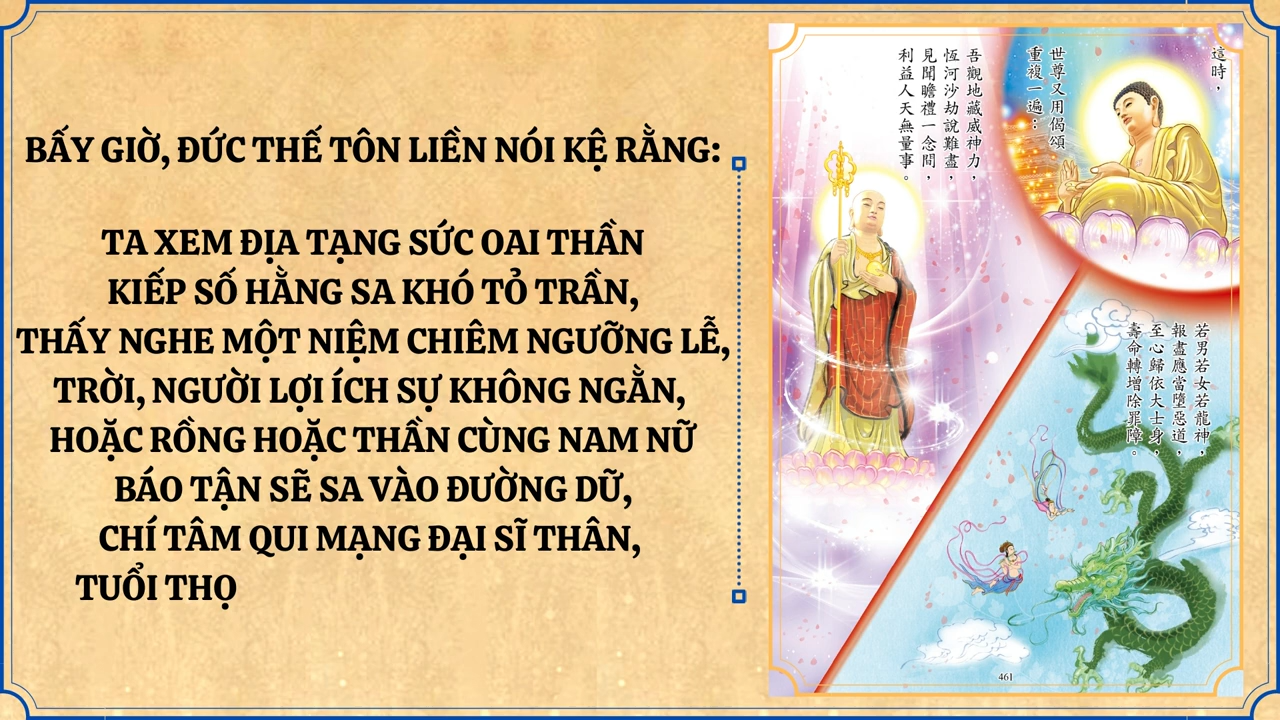 BẤY GIỜ, ĐỨC THẾ TÔN LIỀN NÓI KỆ RẰNG:
TA XEM ĐỊA TẠNG SỨC OAI THẦN
KIẾP SỐ HẰNG SA KHÓ TỎ TRẦN,
THẤY NGHE MỘT NIỆM CHIÊM NGƯỠNG LỄ,
TRỜI, NGƯỜI LỢI ÍCH SỰ KHÔNG NGẰN,
HOẶC RỒNG HOẶC THẦN CÙNG NAM NỮ
BÁO TẬN SẼ SA VÀO ĐƯỜNG DỮ,
CHÍ TÂM QUI MẠNG ĐẠI SĨ THÂN,
TUỔI THỌ
這時，
世尊又用偈頌
重複一遍：
吾觀地藏威神力，
恆河沙劫說難盡，
見聞瞻禮一念間，
利益人天無量事。
若男若女若龍神，
報盡應當墮惡道，
至心歸依大士身，
壽命轉增除罪障。
461